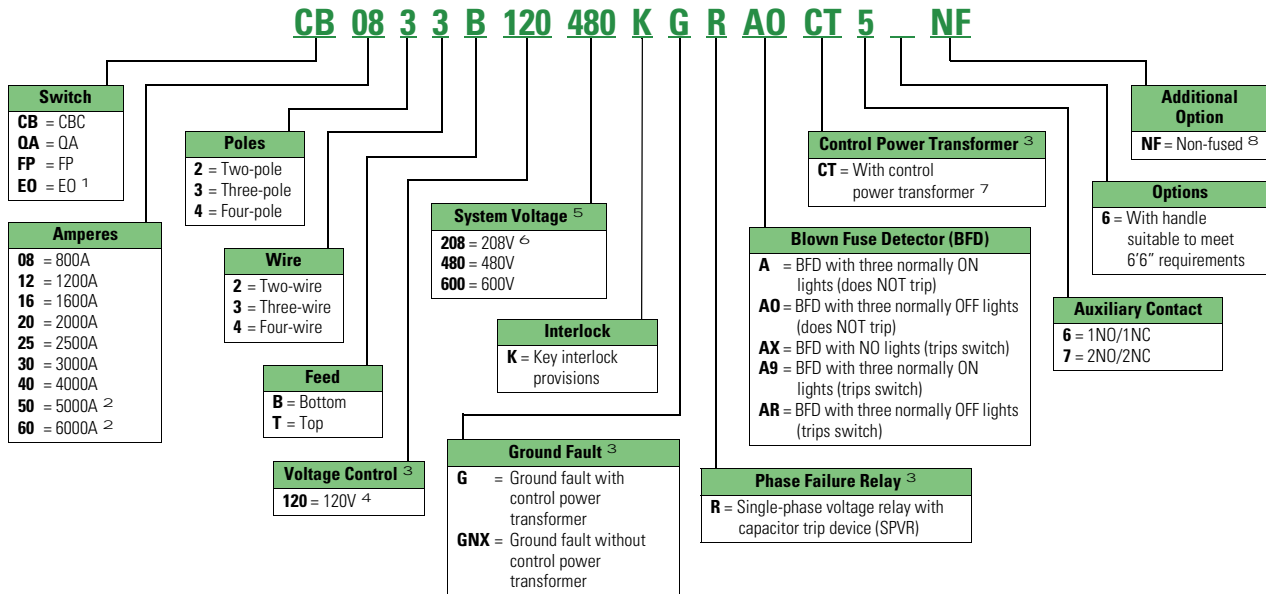 CB 08 3 3 B 120 480 K G R AO CT 5 _ NF
Switch
CB = CBC
QA = QA
FP = FP
EO = EO 1
Amperes
08 = 800A
12 = 1200A
16 = 1600A
20 = 2000A
25 = 2500A
30 = 3000A
40 = 4000A
50 = 5000A 2
60 = 6000A 2
Poles
2 = Two-pole
3 = Three-pole
4 = Four-pole
Wire
2 = Two-wire
3 = Three-wire
4 = Four-wire
Feed
B = Bottom
T = Top
Voltage Control 3
120 = 120V 4
System Voltage 5
208 = 208V 6
480 = 480V
600 = 600V
Interlock
K = Key interlock
provisions
Ground Fault 3
G = Ground fault with
control power
transformer
GNX = Ground fault without
control power
transformer
Phase Failure Relay 3
R = Single-phase voltage relay with
capacitor trip device (SPVR)
Blown Fuse Detector (BFD)
A = BFD with three normally ON
lights (does NOT trip)
AO = BFD with three normally OFF lights
(does NOT trip)
AX = BFD with NO lights (trips switch)
A9 = BFD with three normally ON
lights (trips switch)
AR = BFD with three normally OFF lights
(trips switch)
Control Power Transformer 3
CT = With control
power transformer 7
Auxiliary Contact
6 = 1NO/1NC
7 = 2NO/2NC
Options
6 = With handle
suitable to meet
6'6" requirements
Additional
Option
NF = Non-fused 8